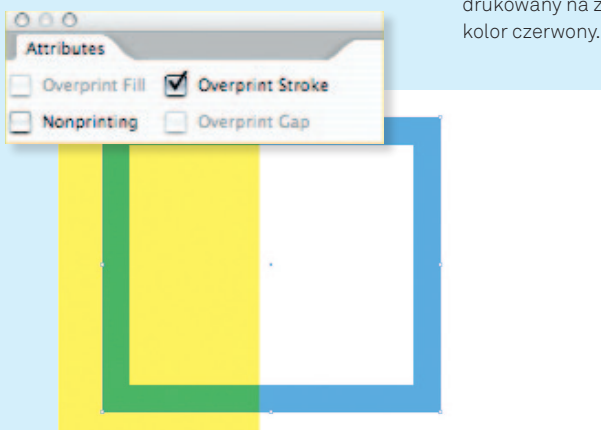 drukowany na
kolor czerwony.
Attributes
Overprint Fill Overprint Stroke
Nonprinting Overprint Gap